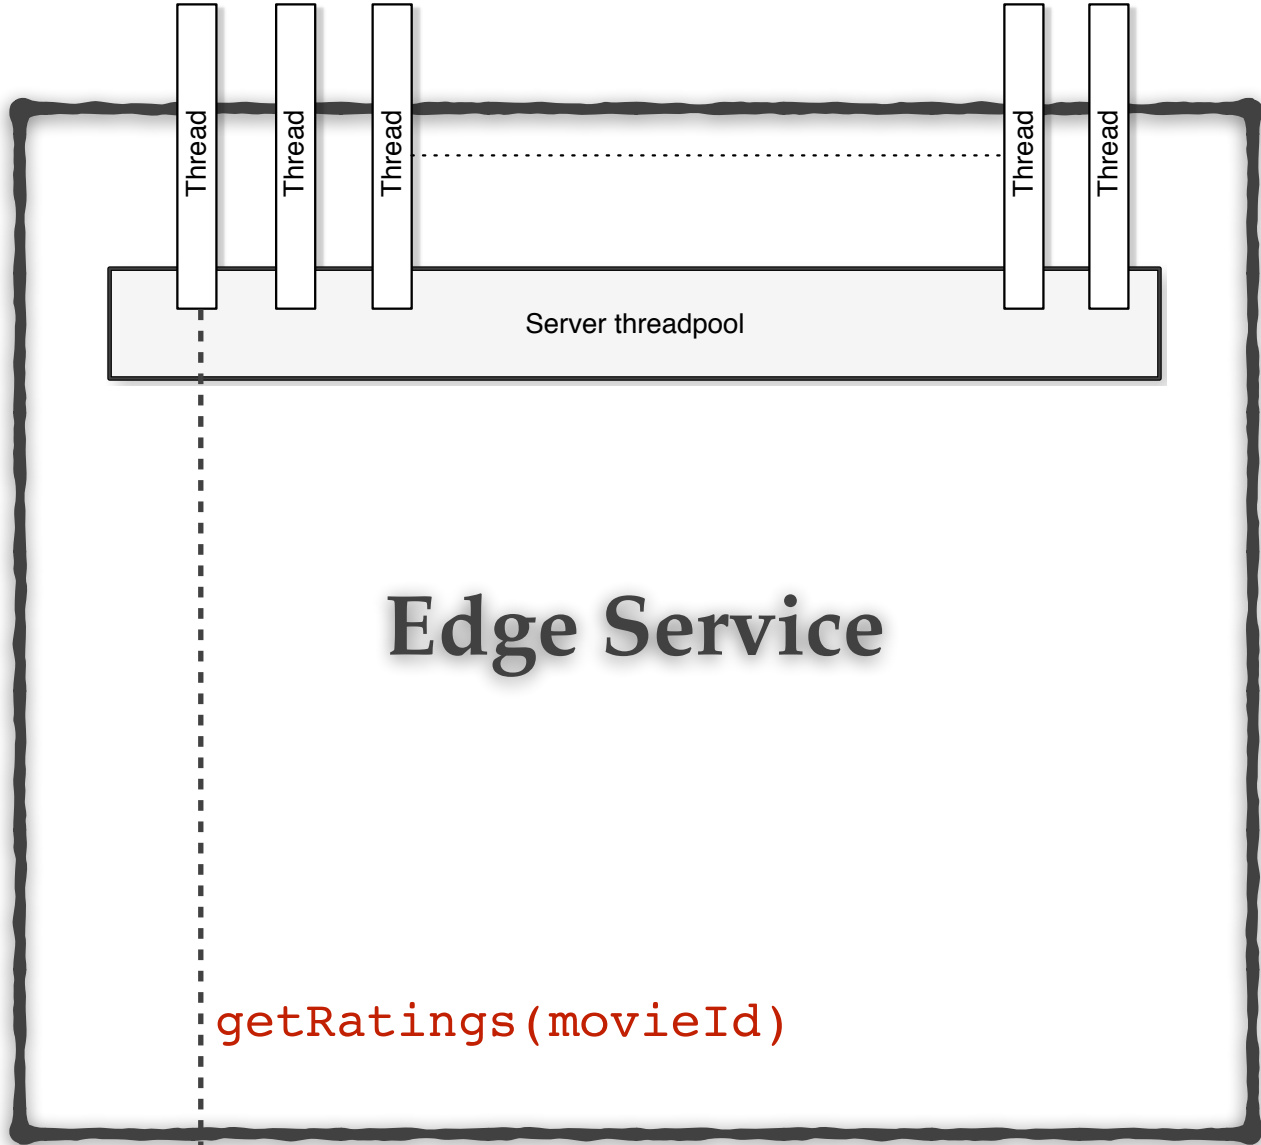 Thread
Thread
Thread
Thread
Thread
Server threadpool
Edge Service
getRatings(movieId)